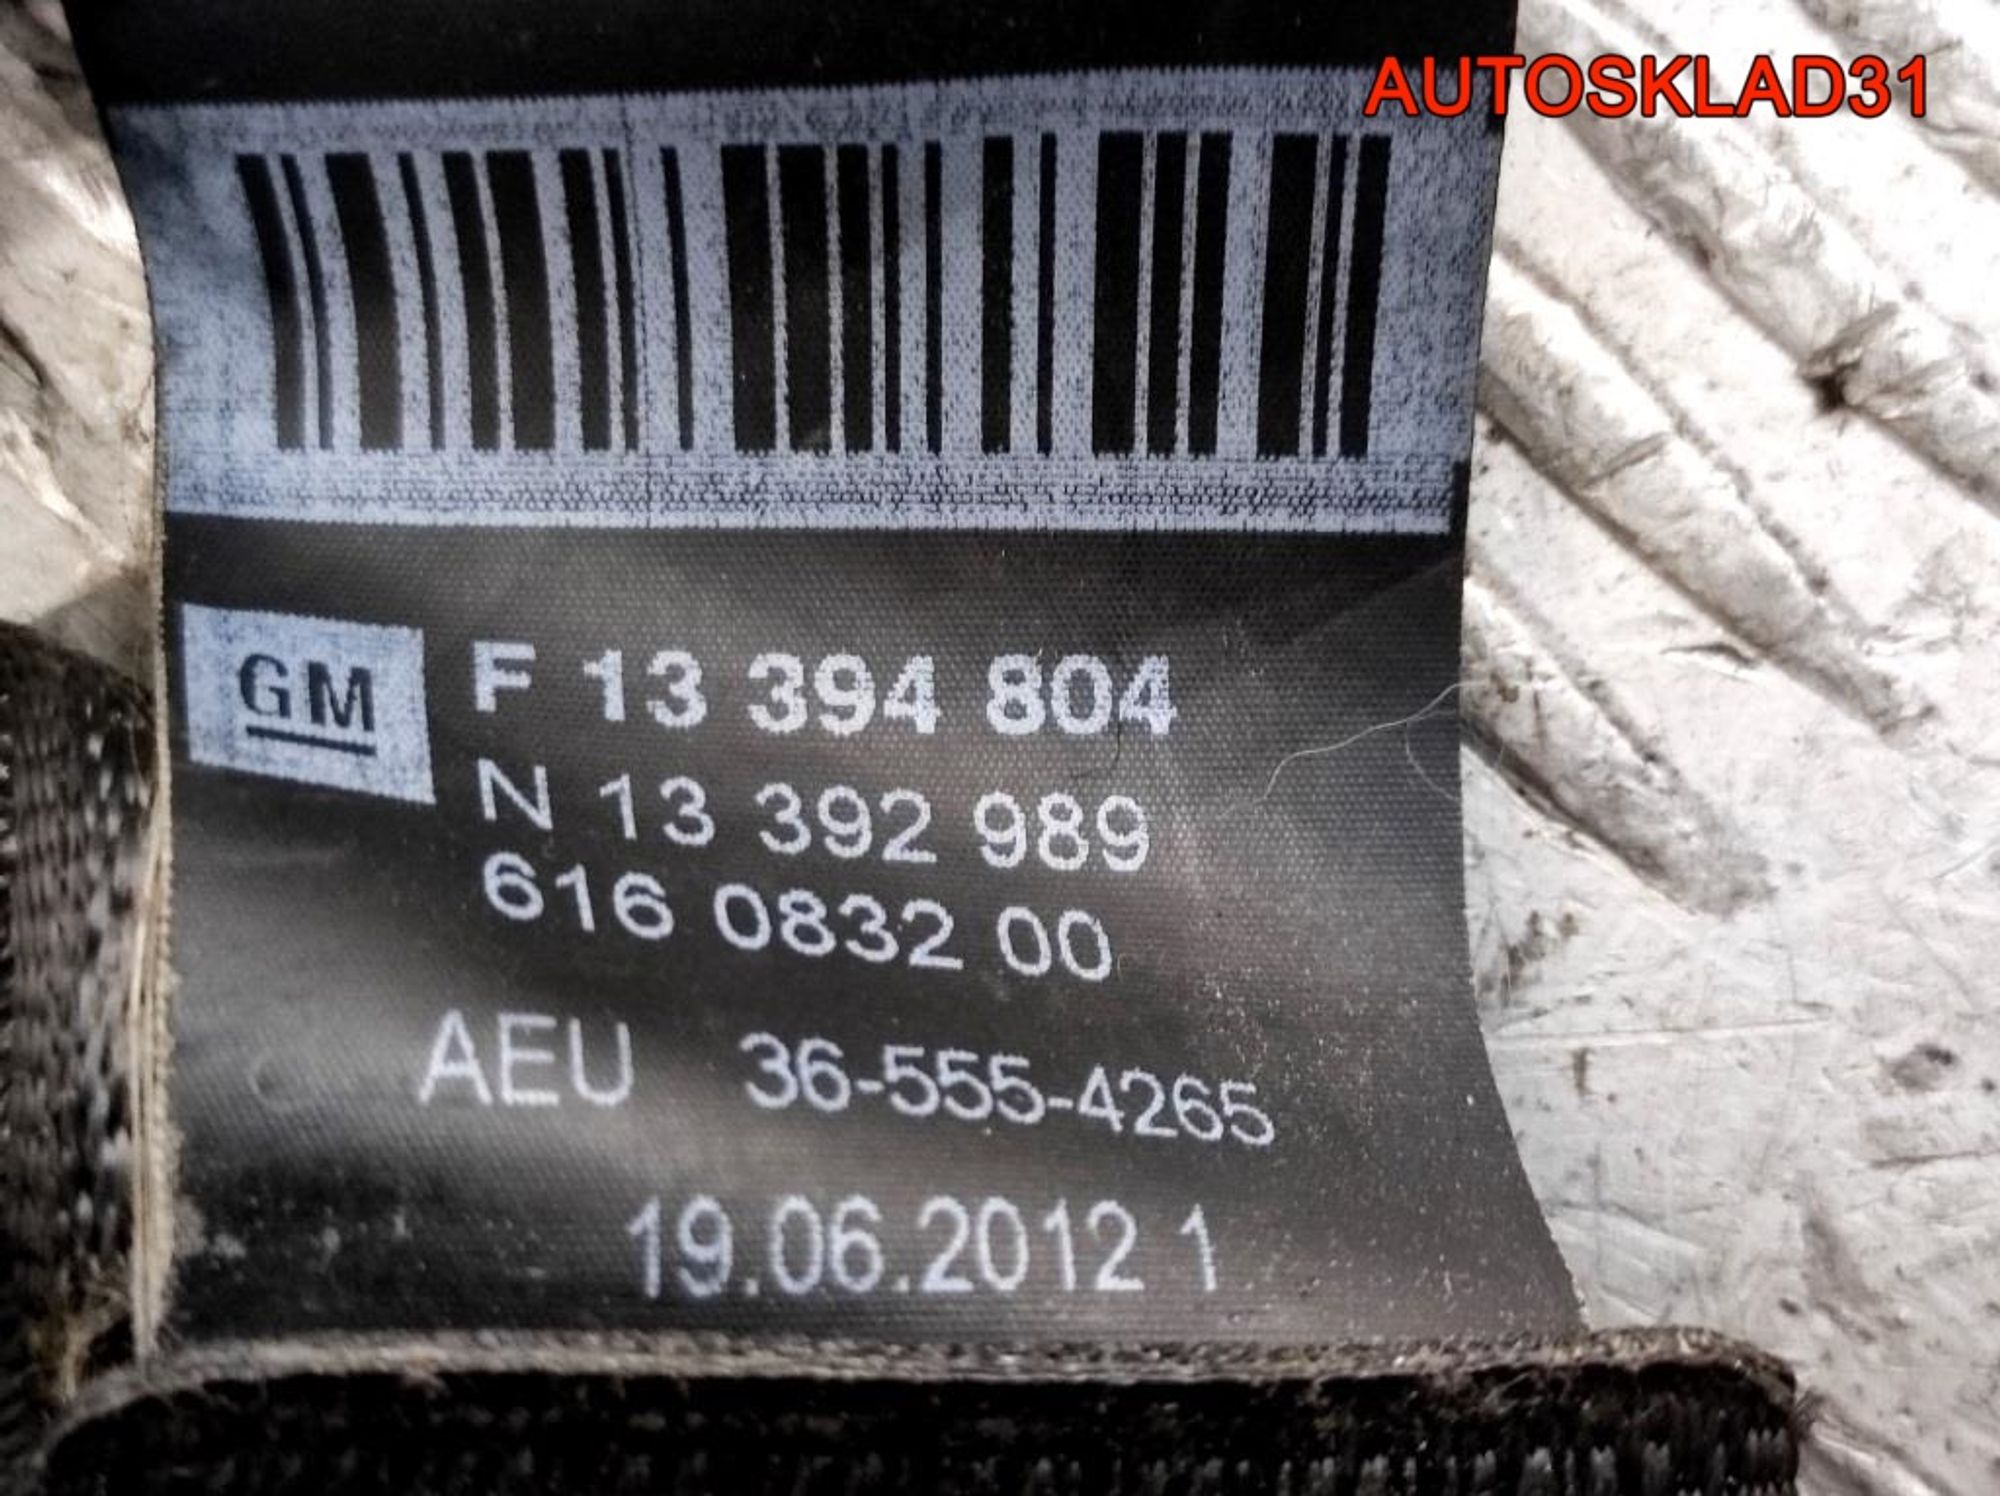 AUTOSKLAD31
GM
F 13 394 804
N 13 392 989
616 0832 00
AEU 36-555-4265
19.06.2012 1